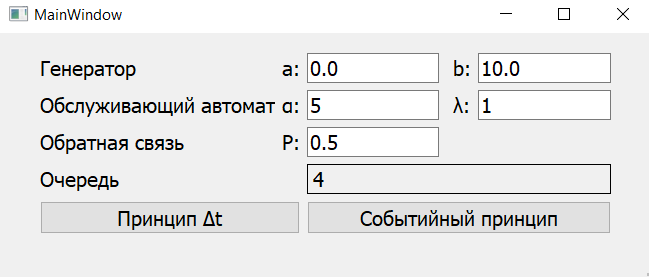 MainWindow
Генератор a: 0.0 b: 10.0
Обслуживающий автомат α: 5 λ: 1
Обратная связь P: 0.5
Очередь 4
Принцип Δt Событийный принцип